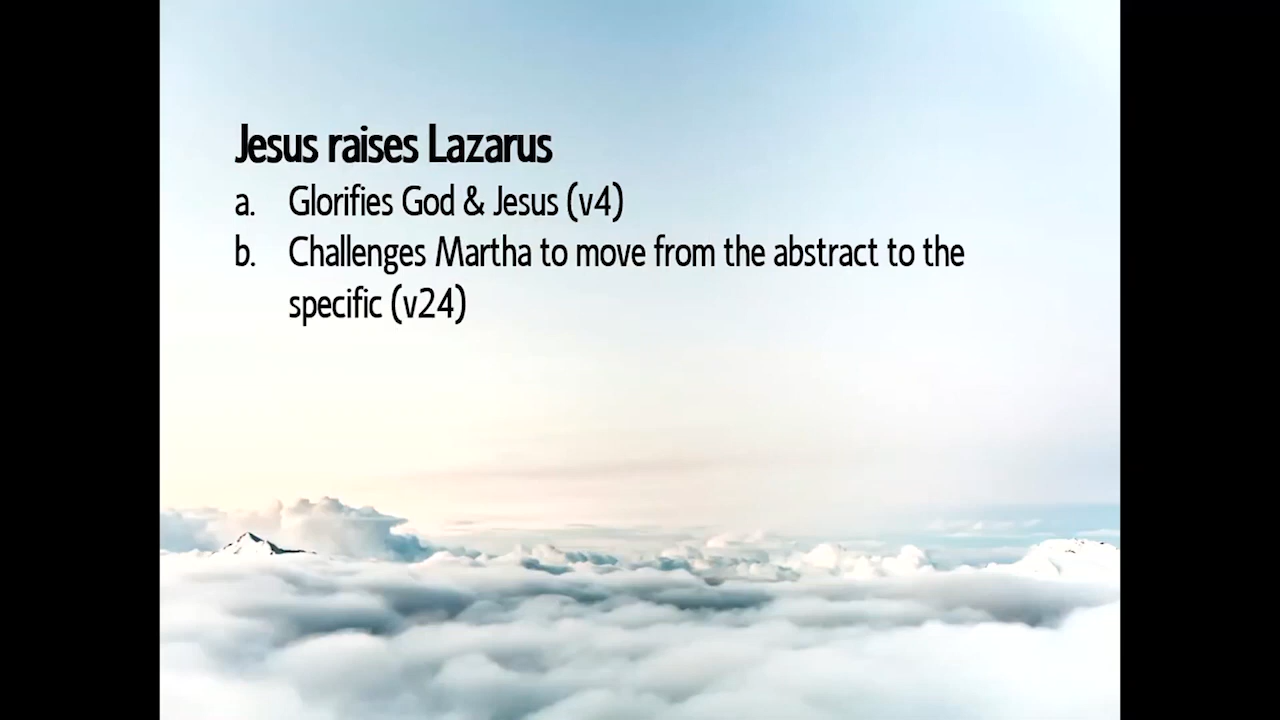 Jesus raises Lazarus
a. Glorifies God & Jesus (v4)
b. Challenges Martha to move from the abstract to the
specific (v24)